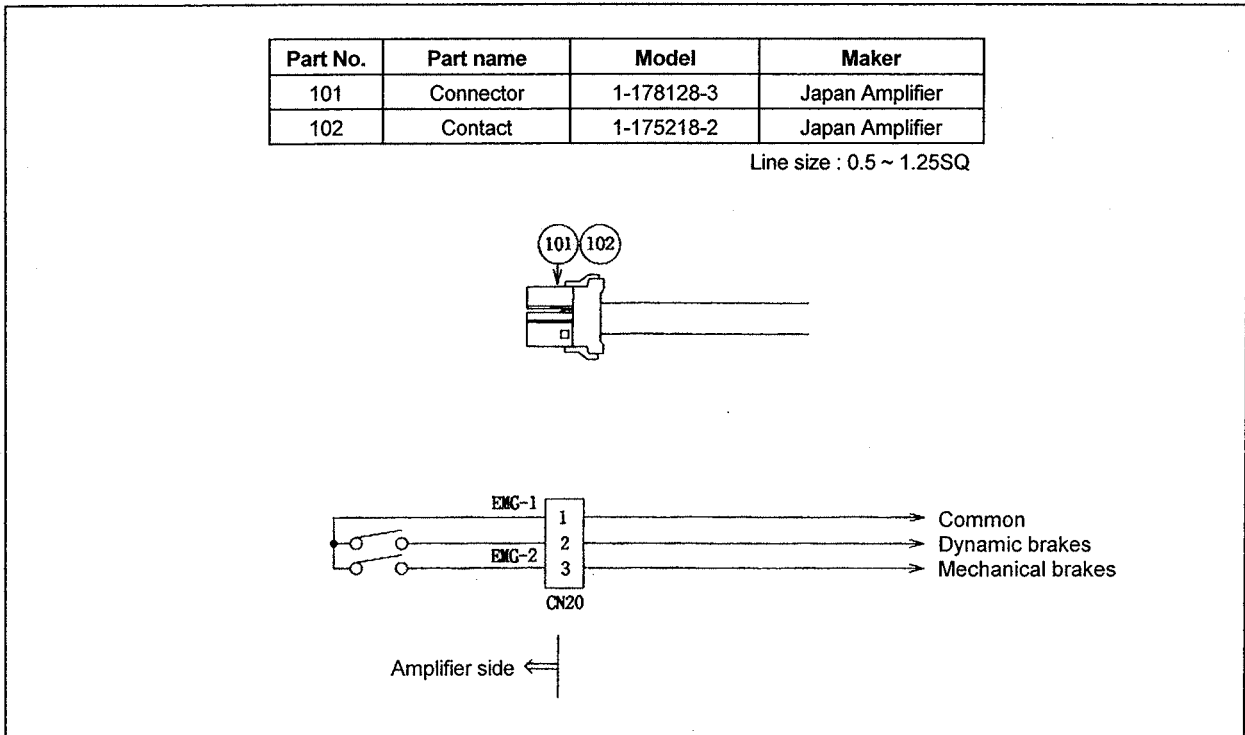 Part No. Part name Model Maker
101 Connector 1-178128-3 Japan Amplifier
102 Contact 1-175218-2 Japan Amplifier
Line size : 0.5 ~ 1.25SQ
101 102
EMG-1
1 Common
2 Dynamic brakes
EMG-2
3 Mechanical brakes
CN20
Amplifier side